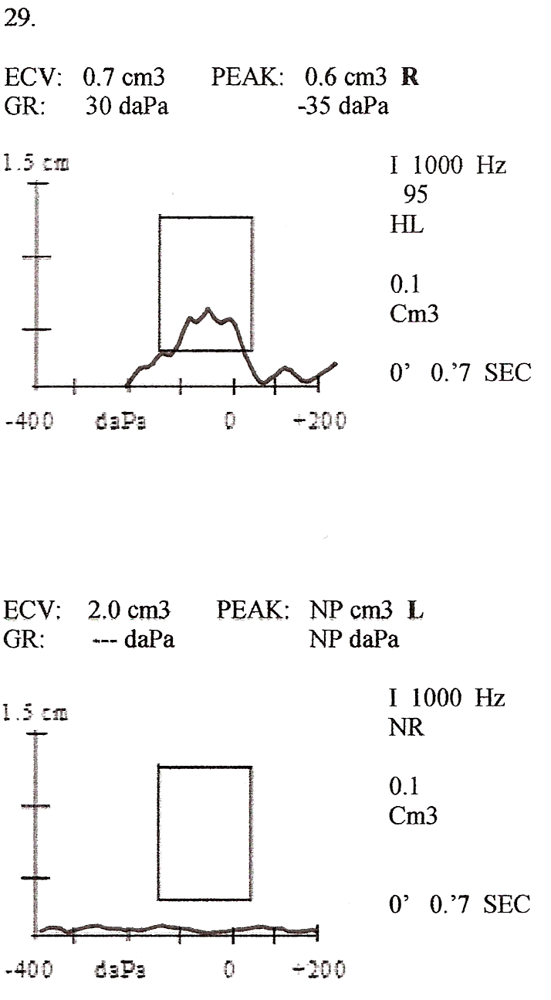 29.
ECV: 0.7 cm3 PEAK: 0.6 cm3 R
GR: 30 daPa -35 daPa
1.5 cm
I 1000 Hz
95
HL
0.1
Cm3
0' 0.'7 SEC
-400 daPa 0 +200
ECV: 2.0 cm3 PEAK: NP cm3 L
GR: --- daPa NP daPa
1.5 cm
I 1000 Hz
NR
0.1
Cm3
0' 0.'7 SEC
-400 daPa 0 +200